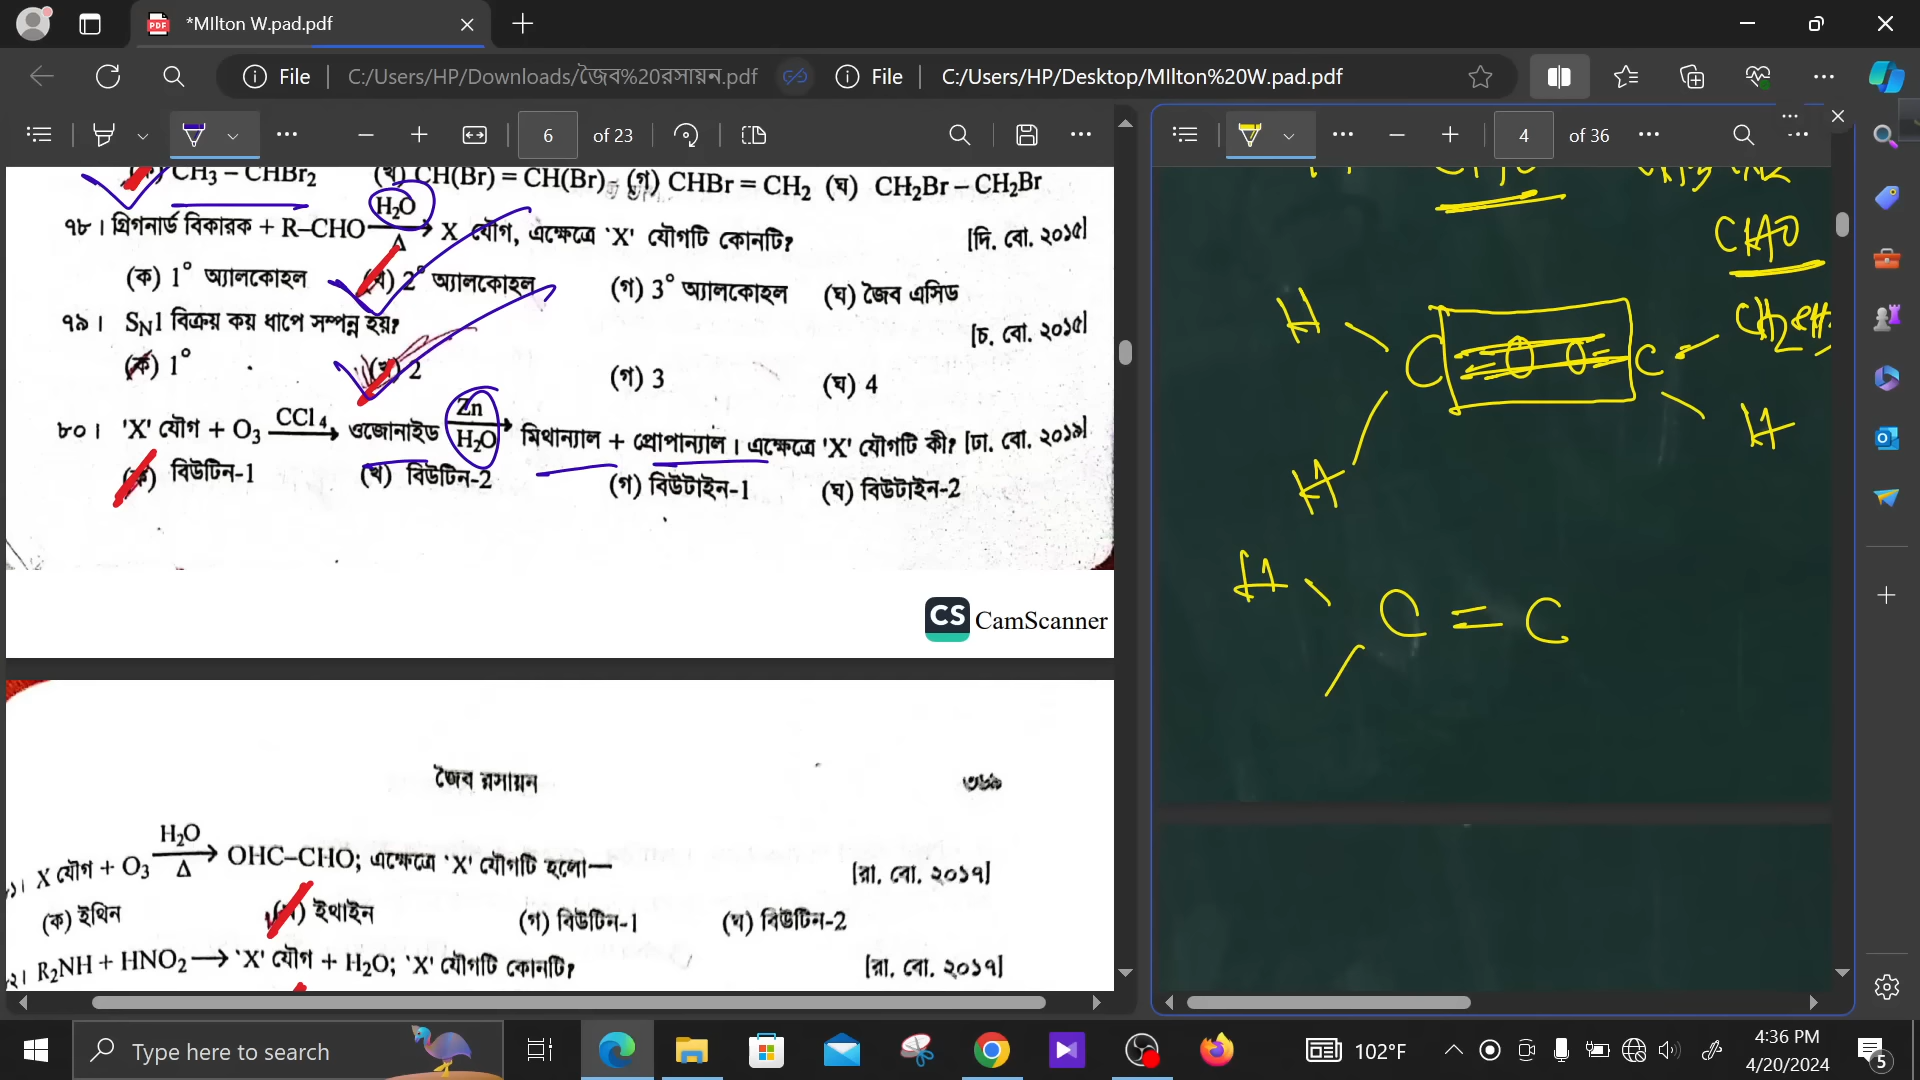 *MIlton W.pad.pdf
File C:/Users/HP/Downloads/জৈব%20রসায়ন.pdf
File C:/Users/HP/Desktop/MIlton%20W.pad.pdf
6 of 23
4 of 36
(ক) CH₃ – CHBr₂ (খ) CH(Br) = CH(Br) (গ) CHBr = CH₂ (ঘ) CH₂Br – CH₂Br
৭৮। গ্রিগনার্ড বিকারক + R–CHO H₂O Δ → X যৌগ, এক্ষেত্রে 'X' যৌগটি কোনটি? [দি. বো. ২০১৫]
(ক) 1° অ্যালকোহল (খ) 2° অ্যালকোহল (গ) 3° অ্যালকোহল (ঘ) জৈব এসিড
৭৯। SN1 বিক্রয় কয় ধাপে সম্পন্ন হয়? [চ. বো. ২০১৫]
(ক) 1° (খ) 2 (গ) 3 (ঘ) 4
৮০। 'X' যৌগ + O₃ CCl₄ → ওজোনাইড Zn H₂O → মিথান্যাল + প্রোপান্যাল। এক্ষেত্রে 'X' যৌগটি কী? [ঢা. বো. ২০১৯]
(ক) বিউটিন-1 (খ) বিউটিন-2 (গ) বিউটাইন-1 (ঘ) বিউটাইন-2
CS CamScanner
জৈব রসায়ন ৩৬৯
১। X যৌগ + O₃ H₂O Δ → OHC–CHO; এক্ষেত্রে 'X' যৌগটি হলো— [রা. বো. ২০১৭]
(ক) ইথিন (খ) ইথাইন (গ) বিউটিন-1 (ঘ) বিউটিন-2
২। R₂NH + HNO₂ → 'X' যৌগ + H₂O; 'X' যৌগটি কোনটি? [রা. বো. ২০১৭]
CHO
H
C O O C
H H
H
C = C
Type here to search
102°F
4:36 PM
4/20/2024
5